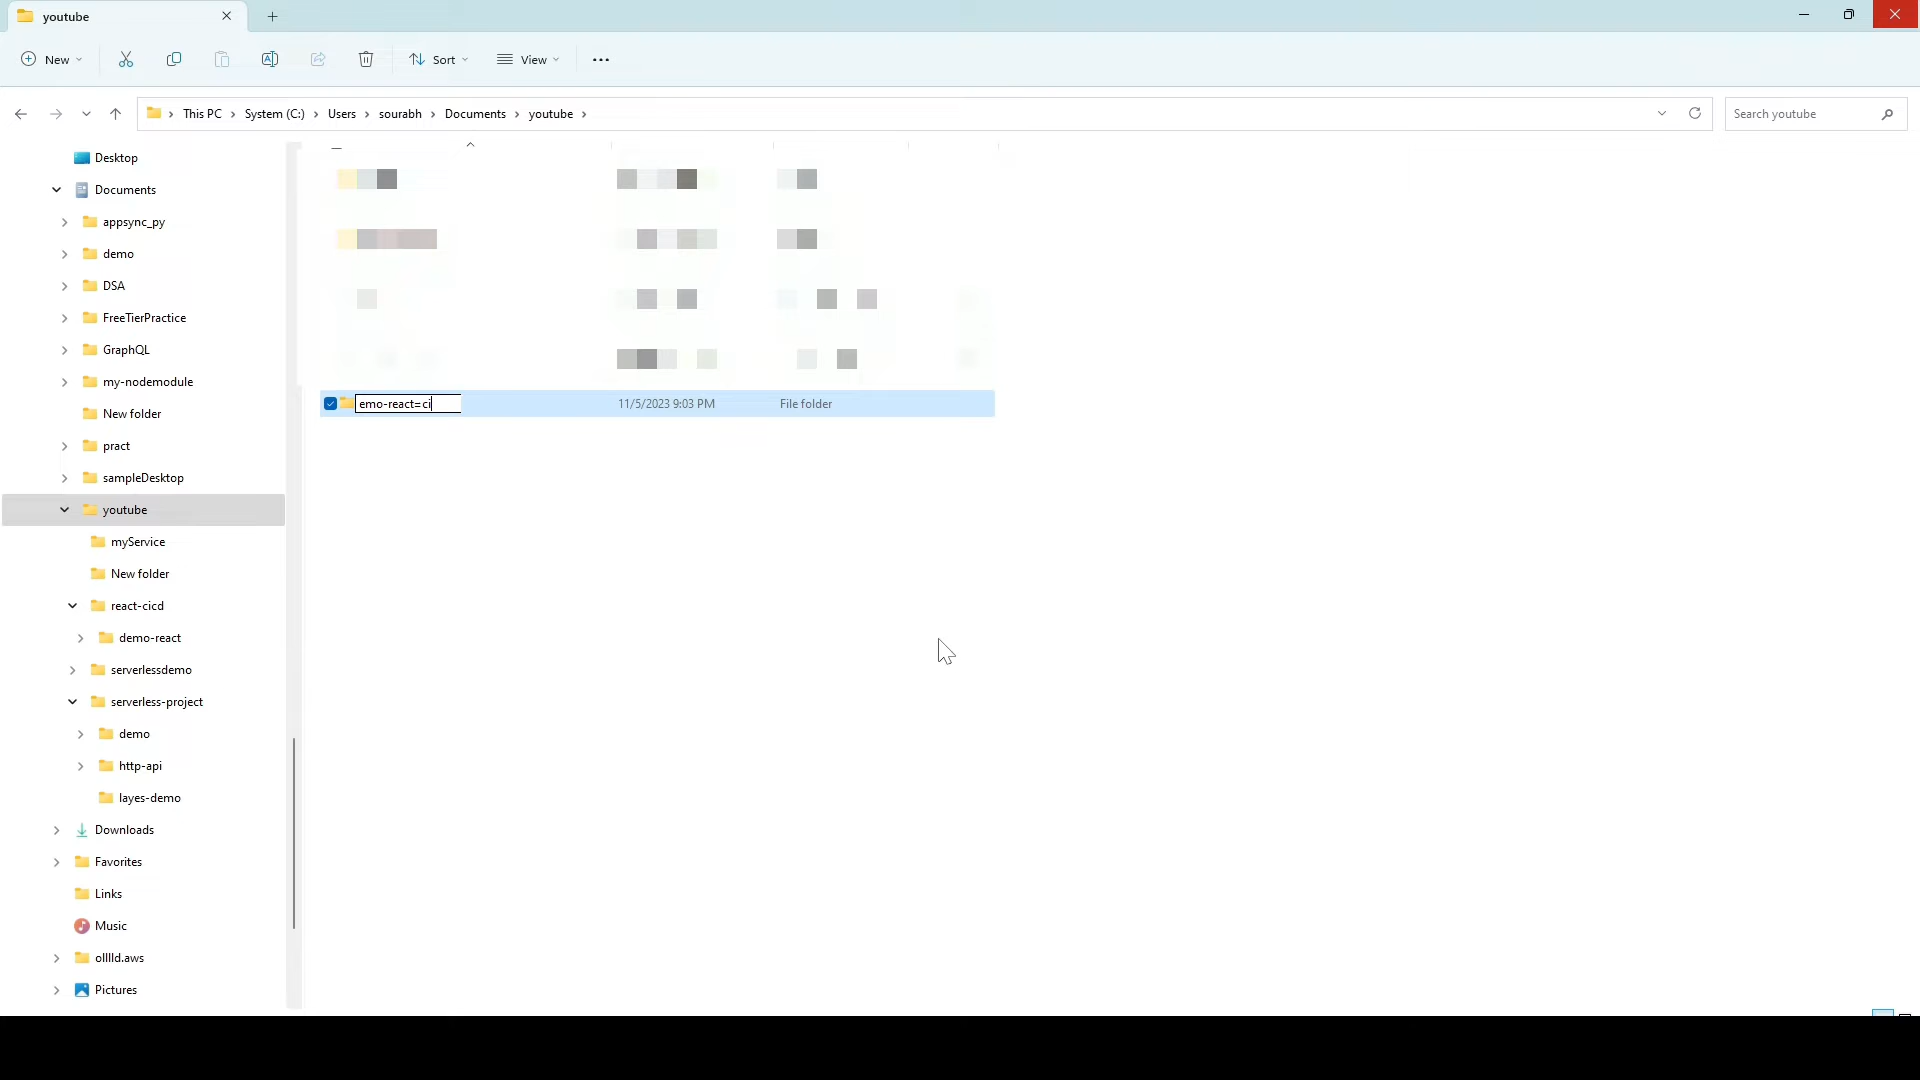 youtube
New
Sort
View
This PC
System (C:)
Users
sourabh
Documents
youtube
Search youtube
Desktop
Documents
appsync_py
demo
DSA
FreeTierPractice
GraphQL
my-nodemodule
New folder
pract
sampleDesktop
youtube
myService
New folder
react-cicd
demo-react
serverlessdemo
serverless-project
demo
http-api
layes-demo
Downloads
Favorites
Links
Music
Pictures
emo-react=ci 11/5/2023 9:03 PM File folder